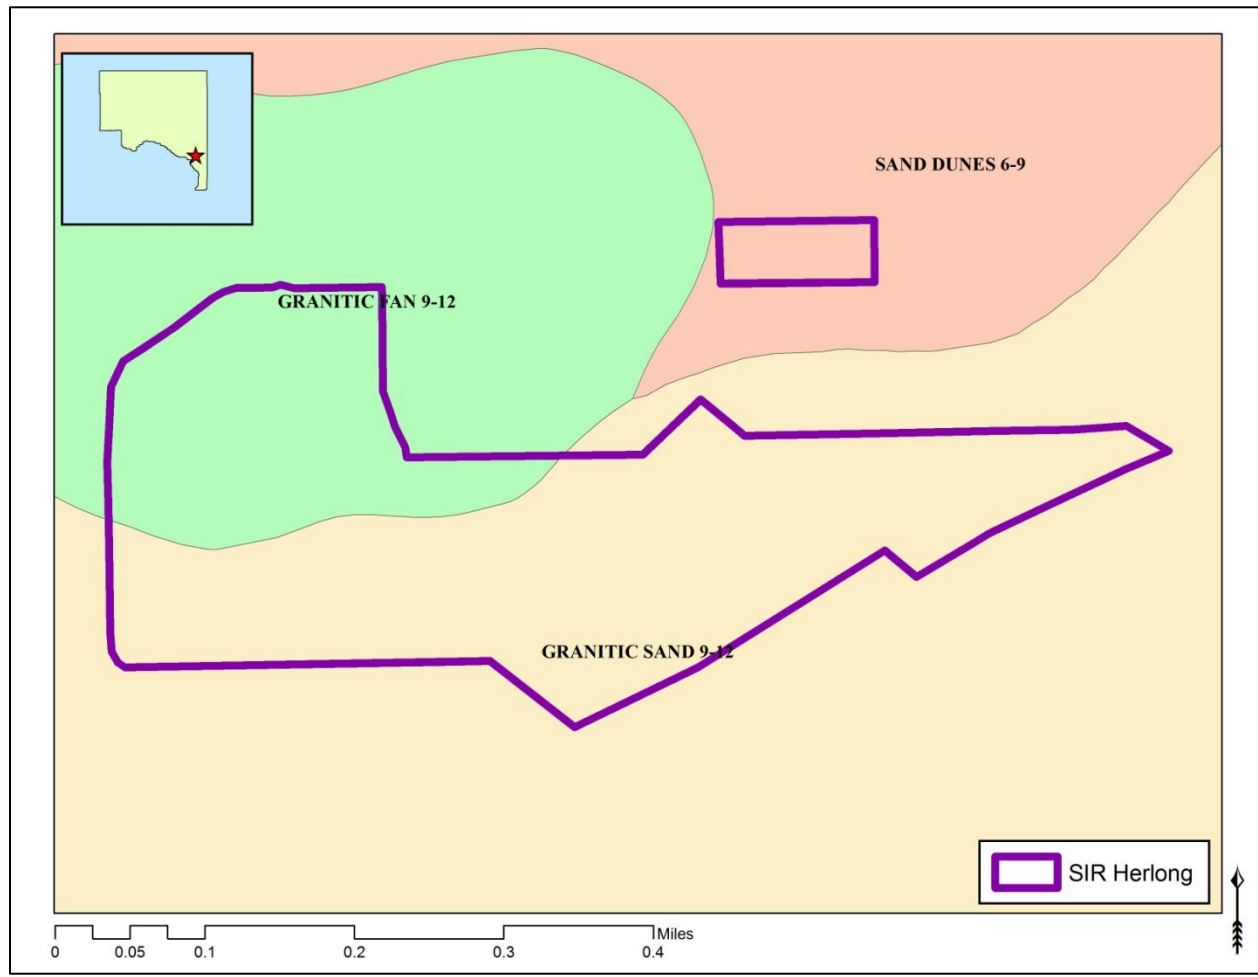 SAND DUNES 6-9
GRANITIC FAN 9-12
GRANITIC SAND 9-12
SIR Herlong
Miles
0 0.05 0.1 0.2 0.3 0.4